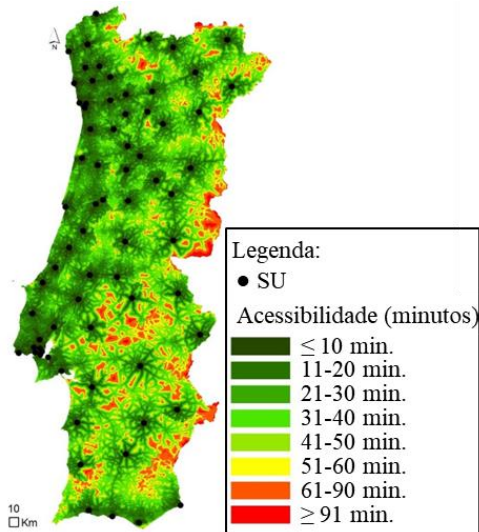 N
Legenda:
● SU
Acessibilidade (minutos)
≤ 10 min.
11-20 min.
21-30 min.
31-40 min.
41-50 min.
51-60 min.
61-90 min.
≥ 91 min.
10
Km